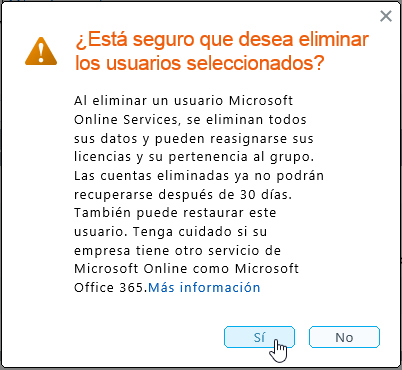 ¿Está seguro que desea eliminar
los usuarios seleccionados?
Al eliminar un usuario Microsoft
Online Services, se eliminan todos
sus datos y pueden reasignarse sus
licencias y su pertenencia al grupo.
Las cuentas eliminadas ya no podrán
recuperarse después de 30 días.
También puede restaurar este
usuario. Tenga cuidado si su
empresa tiene otro servicio de
Microsoft Online como Microsoft
Office 365.Más información
Sí
No